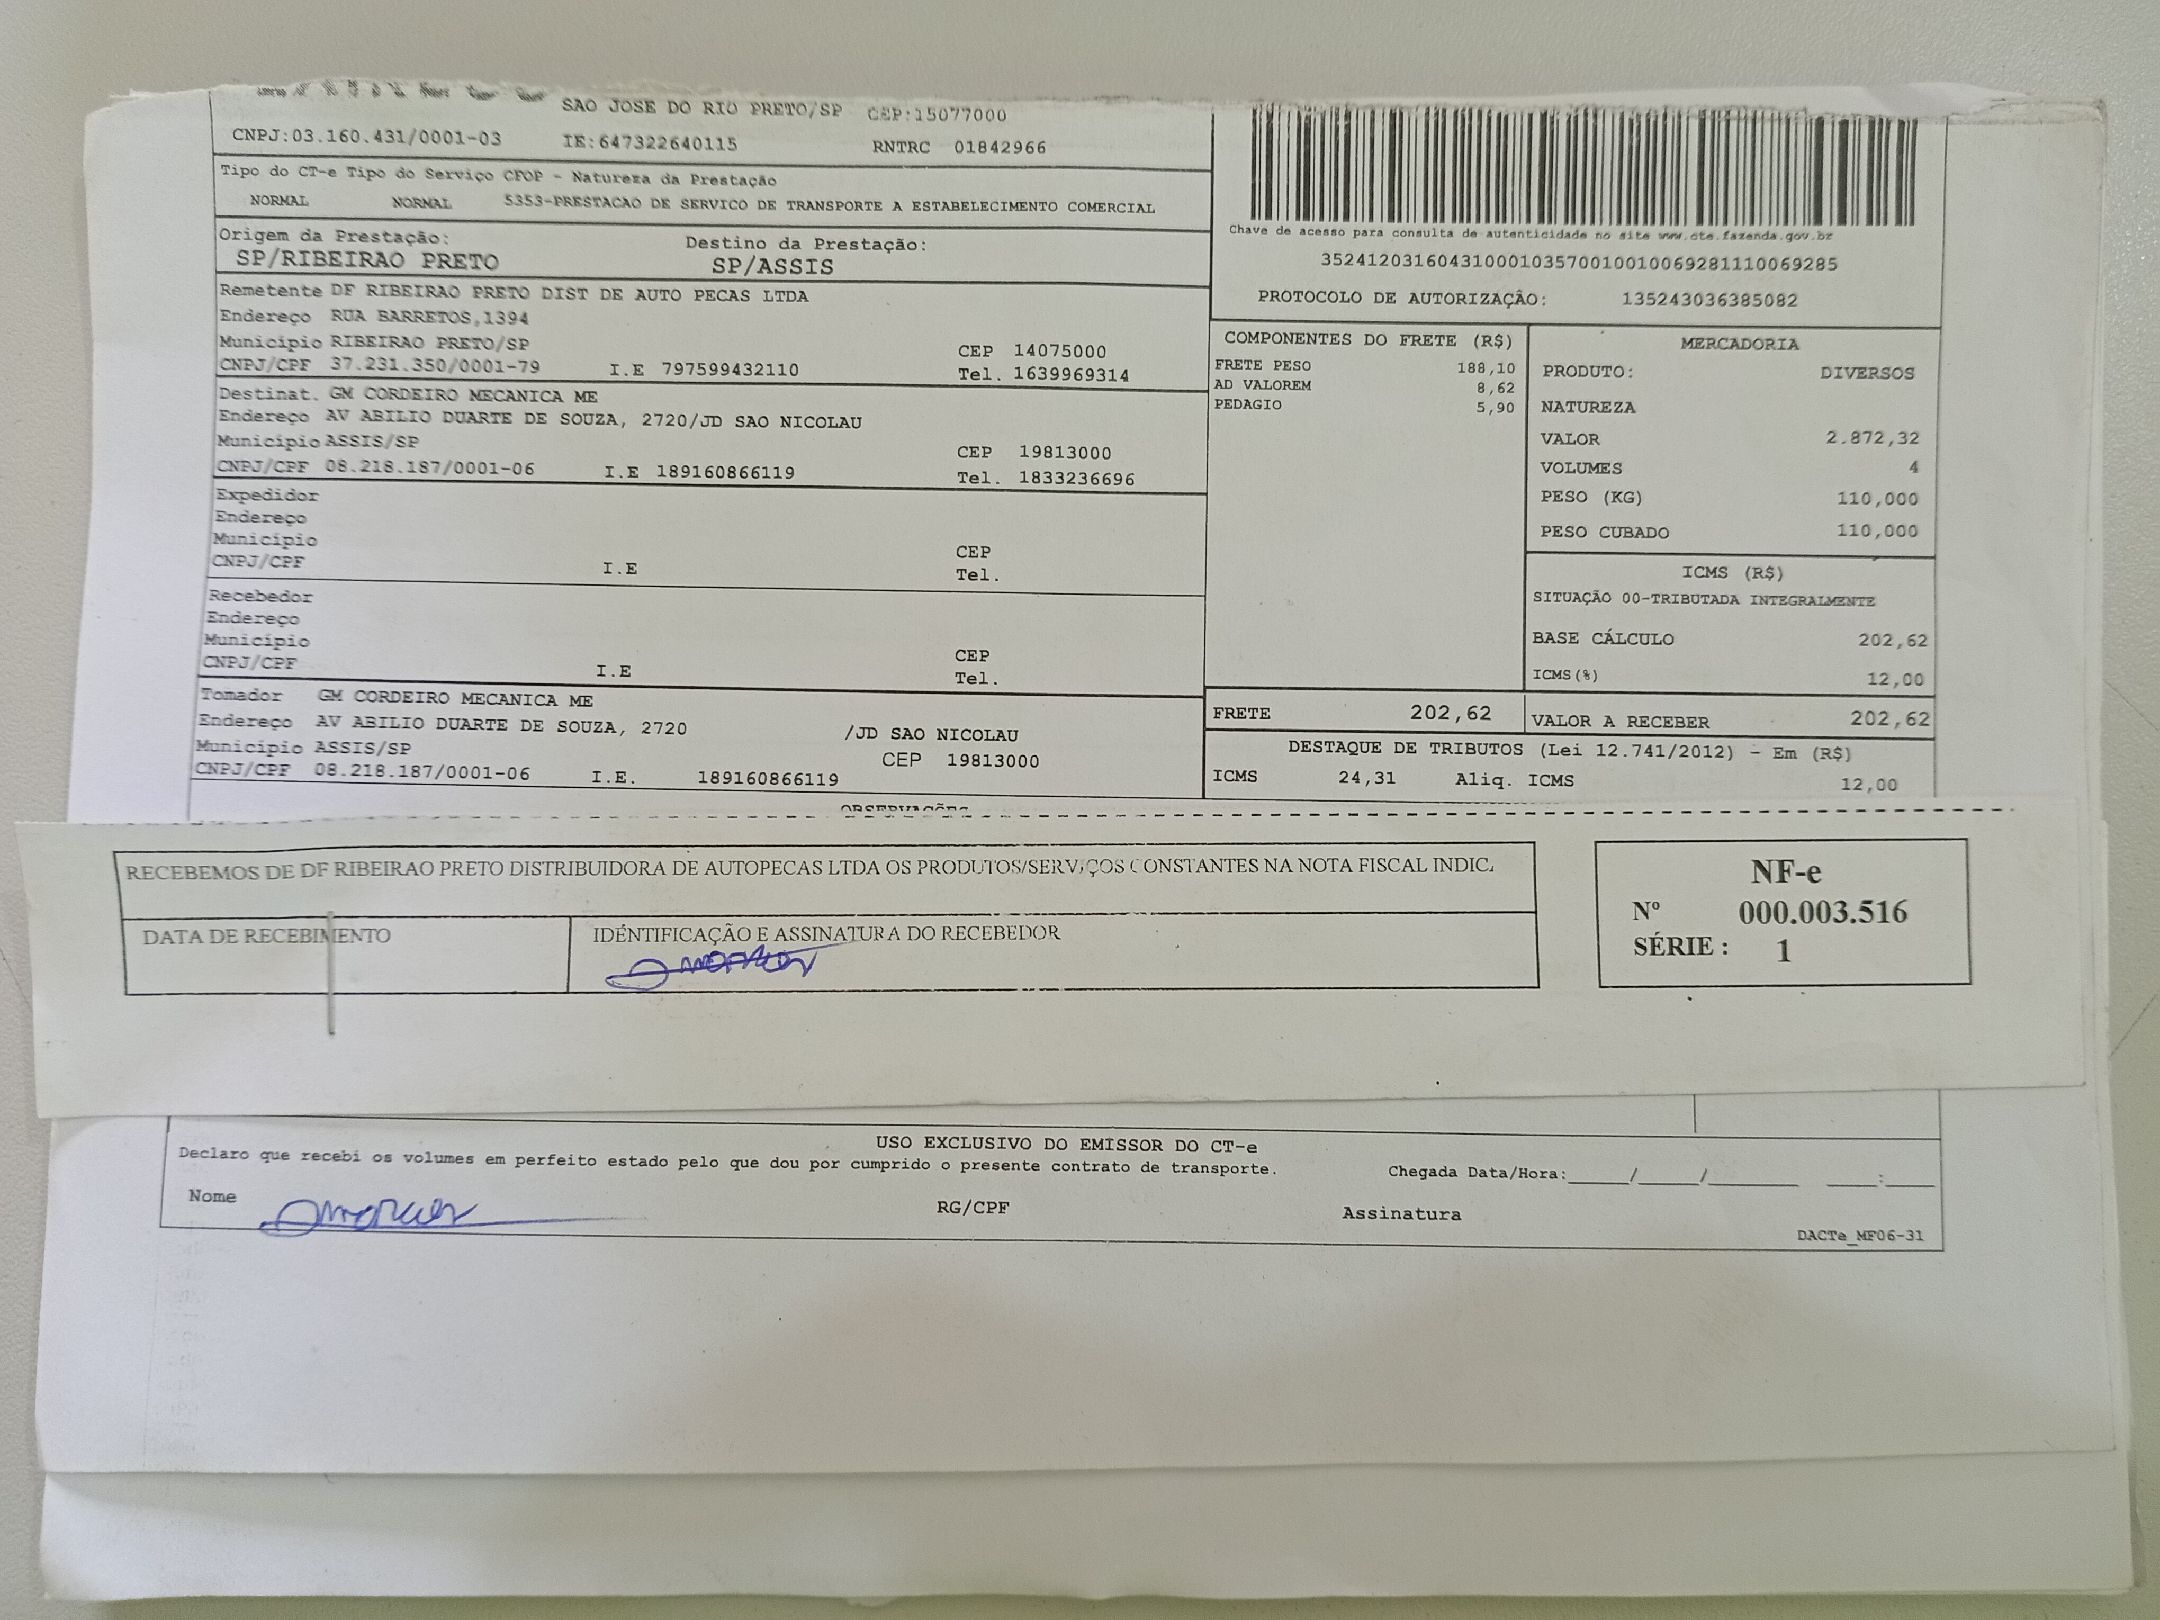 SAO JOSE DO RIO PRETO/SP CEP:15077000
CNPJ:03.160.431/0001-03 IE:647322640115 RNTRC 01842966
Tipo do CT-e Tipo do Serviço CFOP - Natureza da Prestação
NORMAL NORMAL 5353-PRESTACAO DE SERVICO DE TRANSPORTE A ESTABELECIMENTO COMERCIAL
Origem da Prestação: Destino da Prestação:
SP/RIBEIRAO PRETO SP/ASSIS
Remetente DF RIBEIRAO PRETO DIST DE AUTO PECAS LTDA
Endereço RUA BARRETOS,1394
Município RIBEIRAO PRETO/SP CEP 14075000
CNPJ/CPF 37.231.350/0001-79 I.E 797599432110 Tel. 1639969314
Destinat. GM CORDEIRO MECANICA ME
Endereço AV ABILIO DUARTE DE SOUZA, 2720/JD SAO NICOLAU
Município ASSIS/SP CEP 19813000
CNPJ/CPF 08.218.187/0001-06 I.E 189160866119 Tel. 1833236696
Expedidor
Endereço
Município CEP
CNPJ/CPF I.E Tel.
Recebedor
Endereço
Município CEP
CNPJ/CPF I.E Tel.
Tomador GM CORDEIRO MECANICA ME
Endereço AV ABILIO DUARTE DE SOUZA, 2720 /JD SAO NICOLAU
Município ASSIS/SP CEP 19813000
CNPJ/CPF 08.218.187/0001-06 I.E. 189160866119
OBSERVAÇÕES
Chave de acesso para consulta de autenticidade no site www.cte.fazenda.gov.br
35241203160431000103570010010069281110069285
PROTOCOLO DE AUTORIZAÇÃO: 135243036385082
COMPONENTES DO FRETE (R$)
FRETE PESO 188,10
AD VALOREM 8,62
PEDAGIO 5,90
MERCADORIA
PRODUTO: DIVERSOS
NATUREZA
VALOR 2.872,32
VOLUMES 4
PESO (KG) 110,000
PESO CUBADO 110,000
ICMS (R$)
SITUAÇÃO 00-TRIBUTADA INTEGRALMENTE
BASE CÁLCULO 202,62
ICMS(%) 12,00
FRETE 202,62 VALOR A RECEBER 202,62
DESTAQUE DE TRIBUTOS (Lei 12.741/2012) - Em (R$)
ICMS 24,31 Aliq. ICMS 12,00
RECEBEMOS DE DF RIBEIRAO PRETO DISTRIBUIDORA DE AUTOPECAS LTDA OS PRODUTOS/SERVIÇOS CONSTANTES NA NOTA FISCAL INDIC.
DATA DE RECEBIMENTO IDENTIFICAÇÃO E ASSINATURA DO RECEBEDOR
NF-e
Nº 000.003.516
SÉRIE : 1
USO EXCLUSIVO DO EMISSOR DO CT-e
Declaro que recebi os volumes em perfeito estado pelo que dou por cumprido o presente contrato de transporte. Chegada Data/Hora:_____/_____/________ ____:____
Nome RG/CPF Assinatura
DACTe_MF06-31